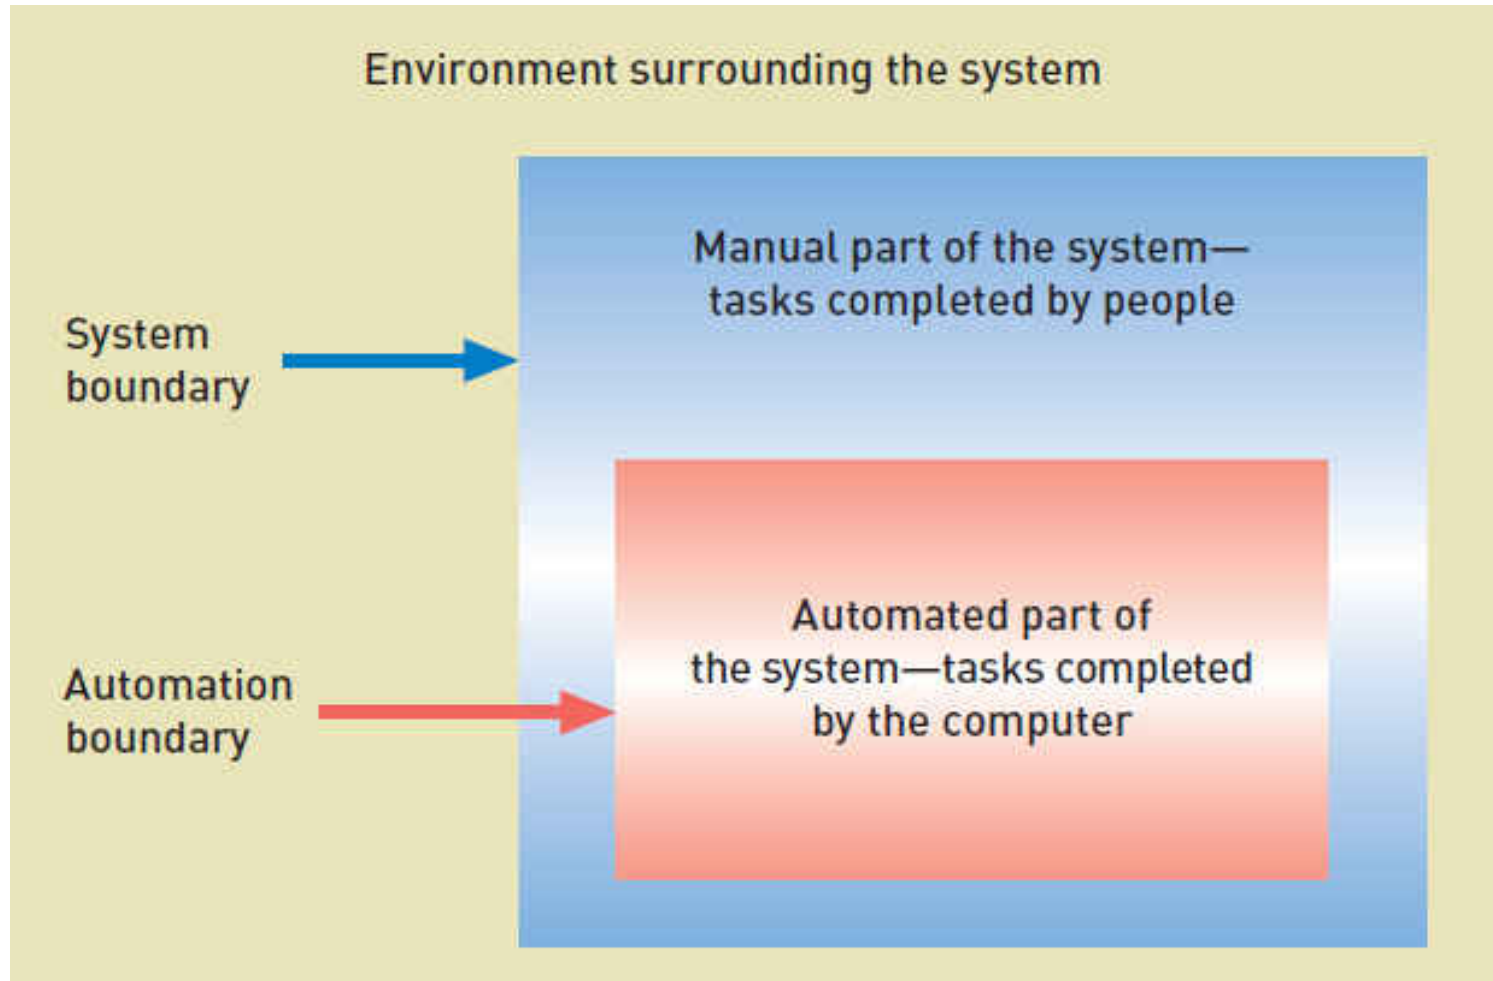 Environment surrounding the system
Manual part of the system—
tasks completed by people
System
boundary
Automated part of
the system—tasks completed
by the computer
Automation
boundary